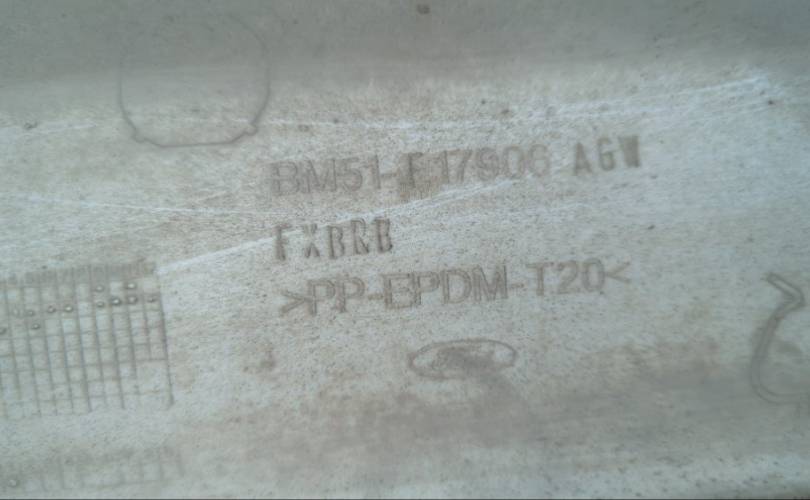 BM51-F17906 AGW
FXBRB
>PP-EPDM-T20<